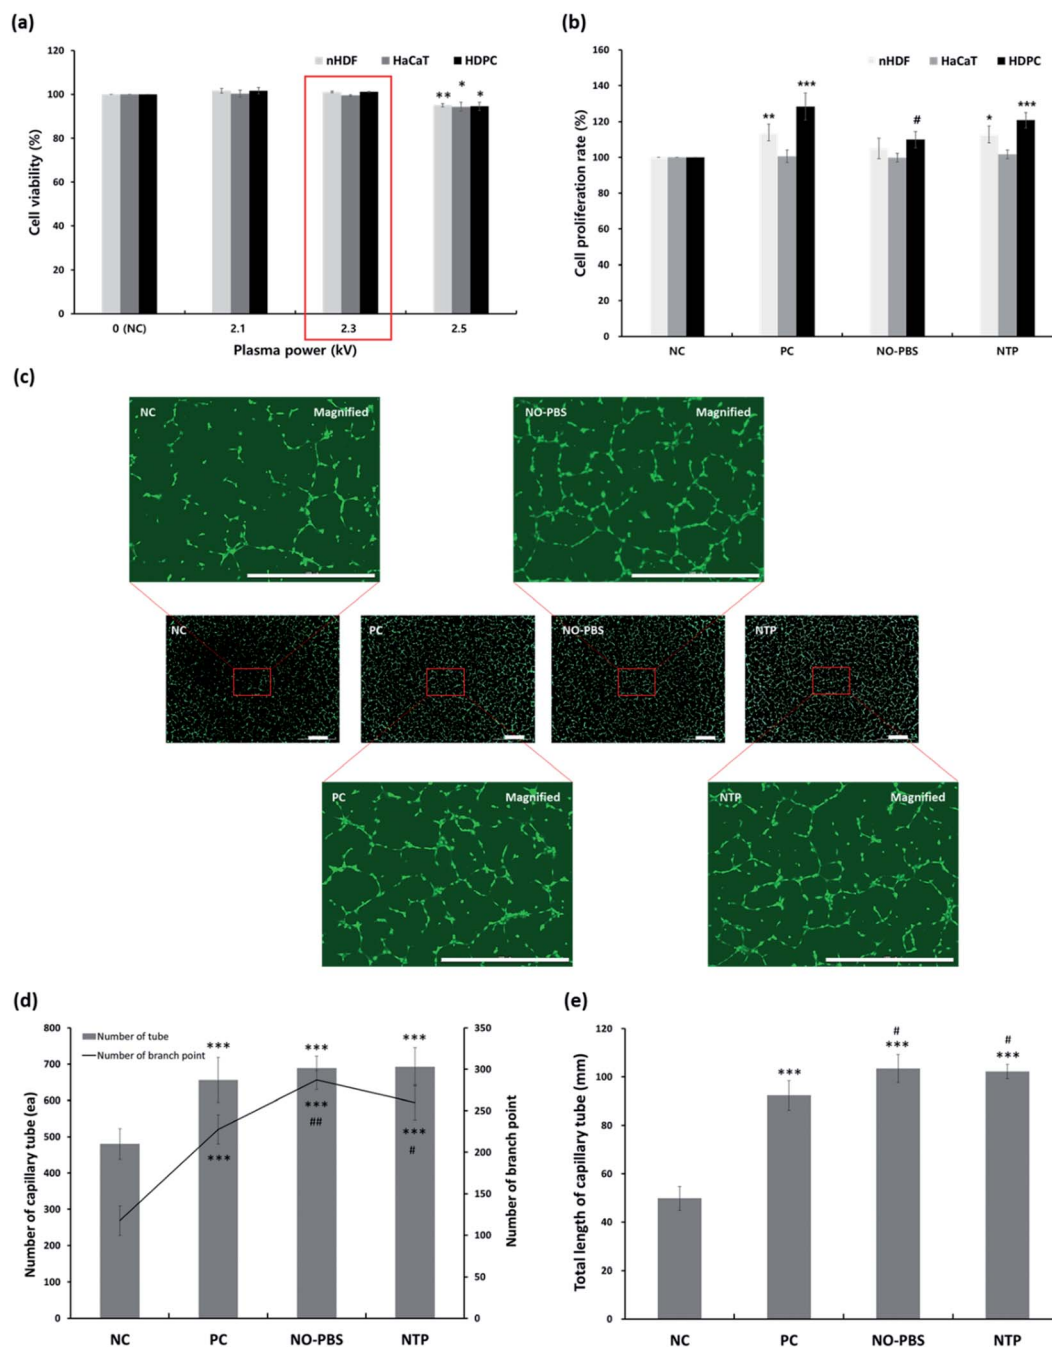 (a)
120
100
80
60
40
20
0
Cell viability (%)
nHDF HaCaT HDPC
** * *
0 (NC) 2.1 2.3 2.5
Plasma power (kV)
(b)
160
140
120
100
80
60
40
20
0
Cell proliferation rate (%)
nHDF HaCaT HDPC
** *** # * ***
NC PC NO-PBS NTP
(c)
NC Magnified
NO-PBS Magnified
NC PC NO-PBS NTP
PC Magnified
NTP Magnified
(d)
800
700
600
500
400
300
200
100
0
Number of capillary tube (ea)
Number of tube
Number of branch point
*** *** ***
*** *** ***
## #
350
300
250
200
150
100
50
0
Number of branch point
NC PC NO-PBS NTP
(e)
120
100
80
60
40
20
0
Total length of capillary tube (mm)
# #
*** *** ***
NC PC NO-PBS NTP